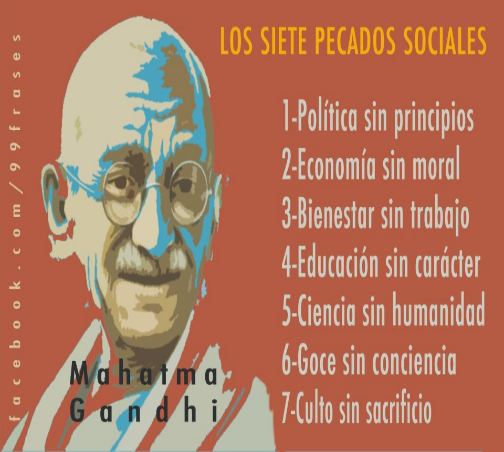 LOS SIETE PECADOS SOCIALES
1-Política sin principios
2-Economía sin moral
3-Bienestar sin trabajo
4-Educación sin carácter
5-Ciencia sin humanidad
6-Goce sin conciencia
7-Culto sin sacrificio
Mahatma
Gandhi
facebook.com/99frases